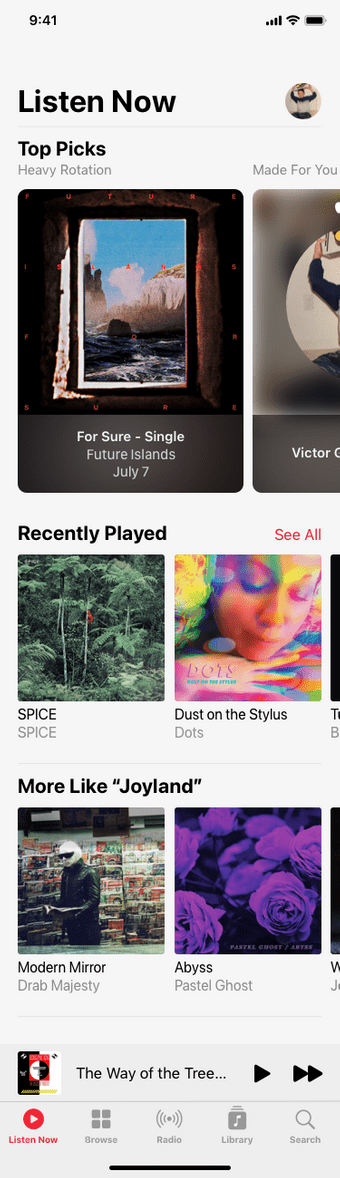 9:41
Listen Now
Top Picks
Heavy Rotation
Made For You
FUTURE
ISLANDS
FOR
SURE
For Sure - Single
Future Islands
July 7
Victor
Recently Played
See All
SPICE
SPICE
Dust on the Stylus
Dots
DOTS
DUST ON THE STYLUS
More Like “Joyland”
PASTEL GHOST / ABYSS
Modern Mirror
Drab Majesty
Abyss
Pastel Ghost
The Way of the Tree...
Listen Now
Browse
Radio
Library
Search